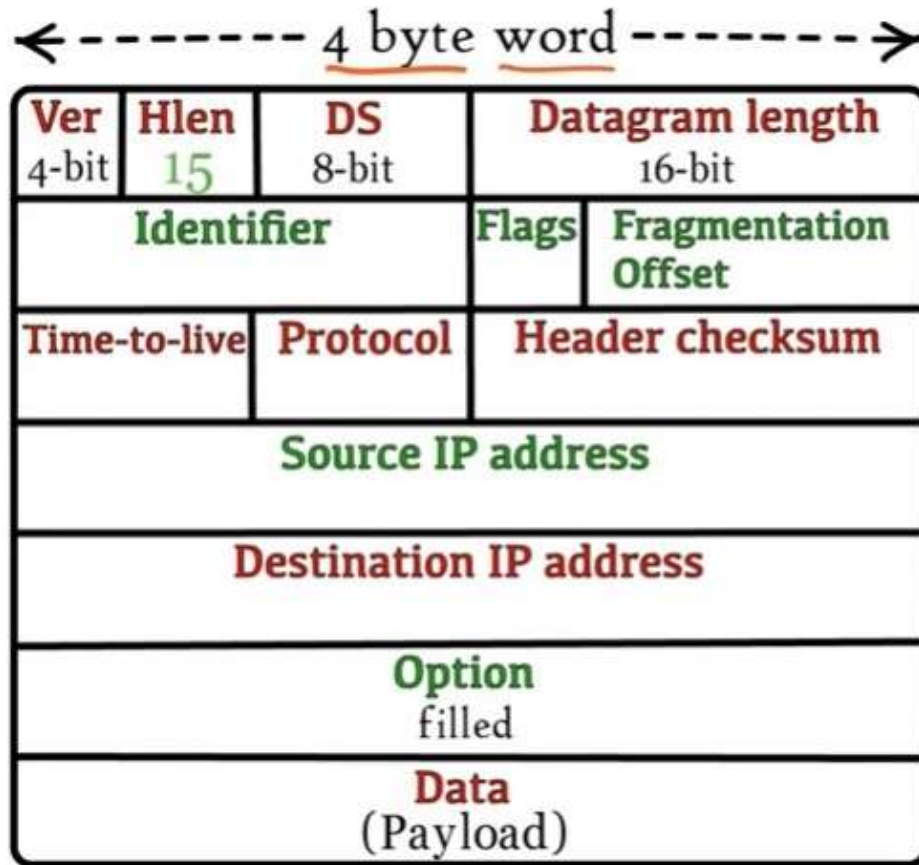 4 byte word
Ver Hlen DS Datagram length
4-bit 15 8-bit 16-bit
Identifier Flags Fragmentation
Offset
Time-to-live Protocol Header checksum
Source IP address
Destination IP address
Option
filled
Data
(Payload)